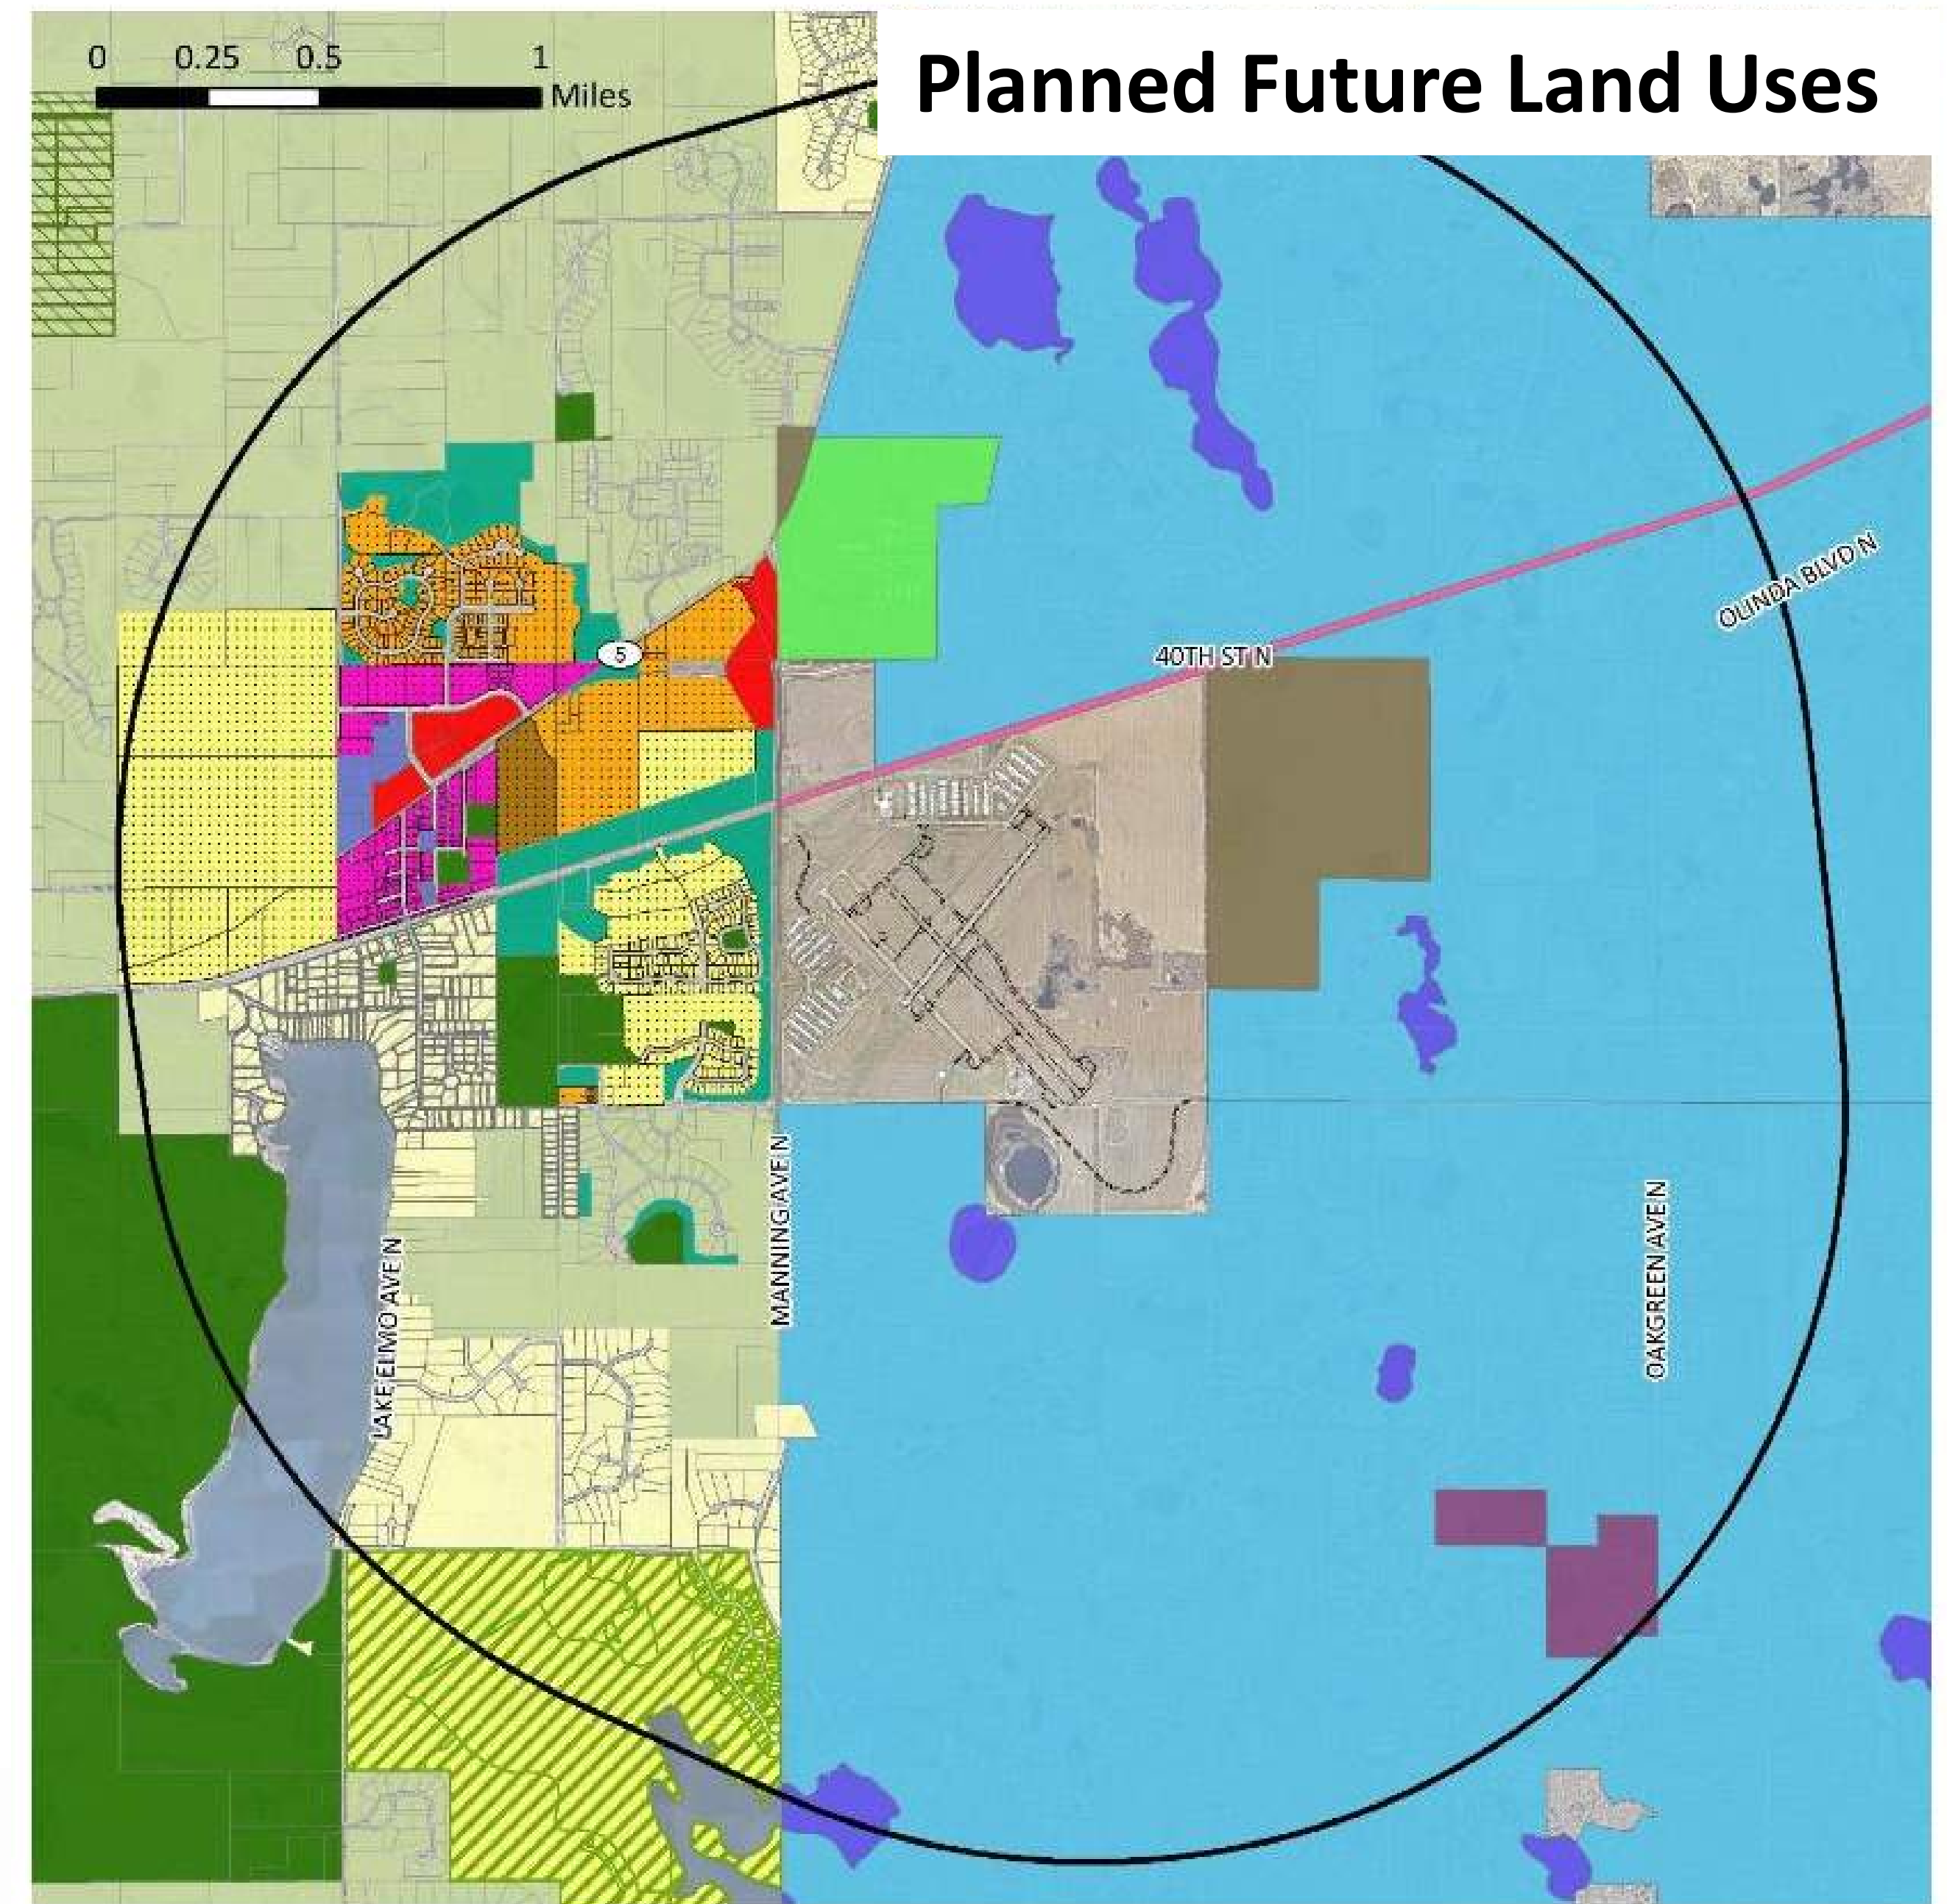 Planned Future Land Uses
0 0.25 0.5 1
Miles
OLINDA BLVD N
5
40TH ST N
MANNING AVE N
OAKGREEN AVE N
LAKE ELMO AVE N